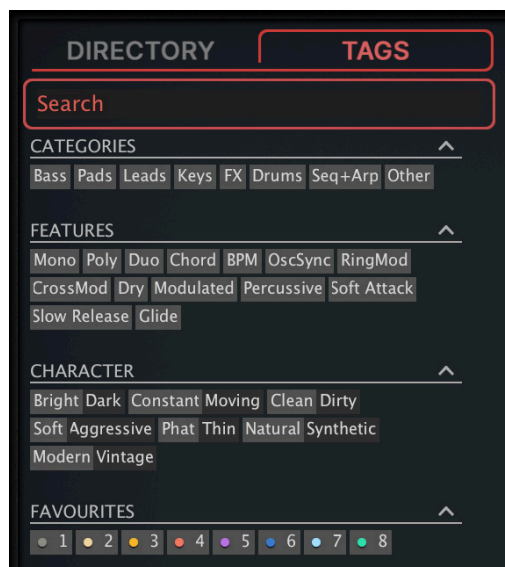 DIRECTORY TAGS
Search
CATEGORIES
Bass Pads Leads Keys FX Drums Seq+Arp Other
FEATURES
Mono Poly Duo Chord BPM OscSync RingMod
CrossMod Dry Modulated Percussive Soft Attack
Slow Release Glide
CHARACTER
Bright Dark Constant Moving Clean Dirty
Soft Aggressive Phat Thin Natural Synthetic
Modern Vintage
FAVOURITES
1 2 3 4 5 6 7 8